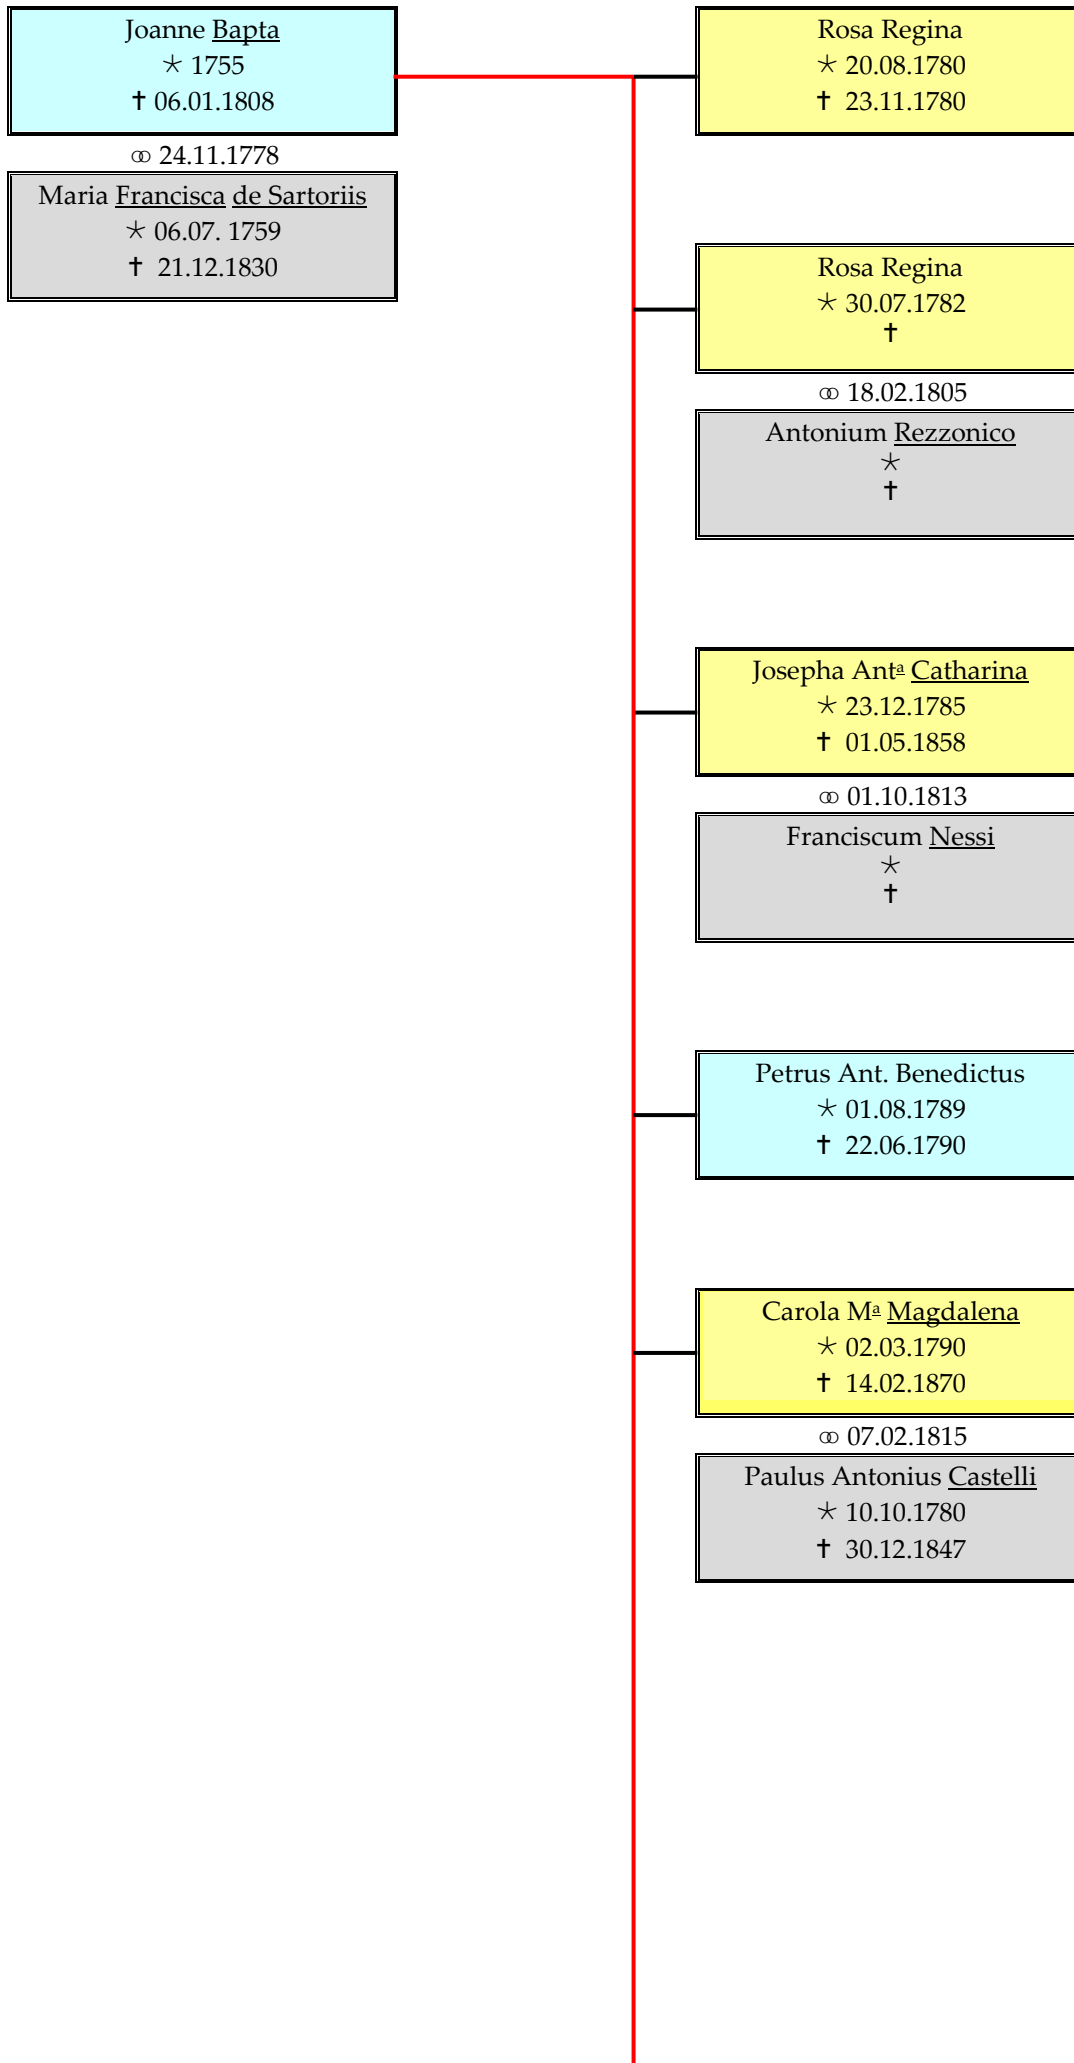 Joanne Bapta
✶ 1755
† 06.01.1808
⚭ 24.11.1778
Maria Francisca de Sartoriis
✶ 06.07. 1759
† 21.12.1830
Rosa Regina
✶ 20.08.1780
† 23.11.1780
Rosa Regina
✶ 30.07.1782
†
⚭ 18.02.1805
Antonium Rezzonico
✶
†
Josepha Antª Catharina
✶ 23.12.1785
† 01.05.1858
⚭ 01.10.1813
Franciscum Nessi
✶
†
Petrus Ant. Benedictus
✶ 01.08.1789
† 22.06.1790
Carola Mª Magdalena
✶ 02.03.1790
† 14.02.1870
⚭ 07.02.1815
Paulus Antonius Castelli
✶ 10.10.1780
† 30.12.1847